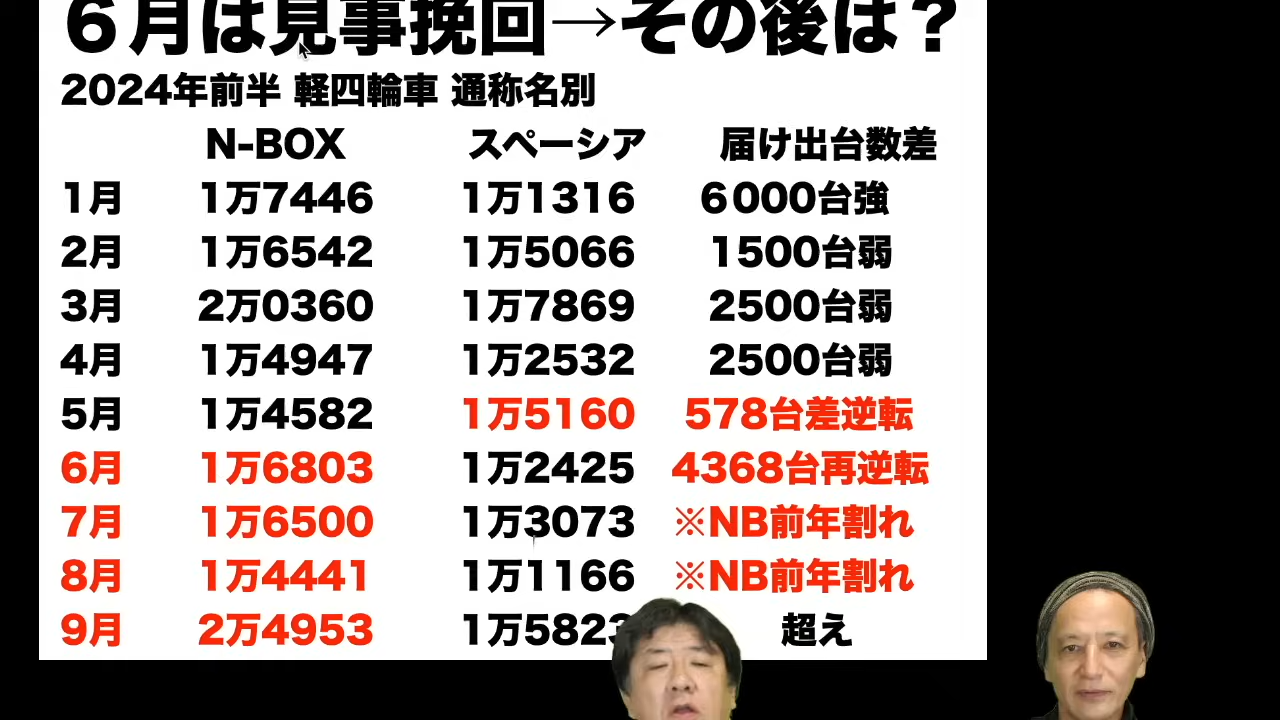 ６月は見事挽回→その後は？
2024年前半 軽四輪車 通称名別
N-BOX スペーシア 届け出台数差
1月 1万7446 1万1316 6000台強
2月 1万6542 1万5066 1500台弱
3月 2万0360 1万7869 2500台弱
4月 1万4947 1万2532 2500台弱
5月 1万4582 1万5160 578台差逆転
6月 1万6803 1万2425 4368台再逆転
7月 1万6500 1万3073 ※NB前年割れ
8月 1万4441 1万1166 ※NB前年割れ
9月 2万4953 1万5823 超え